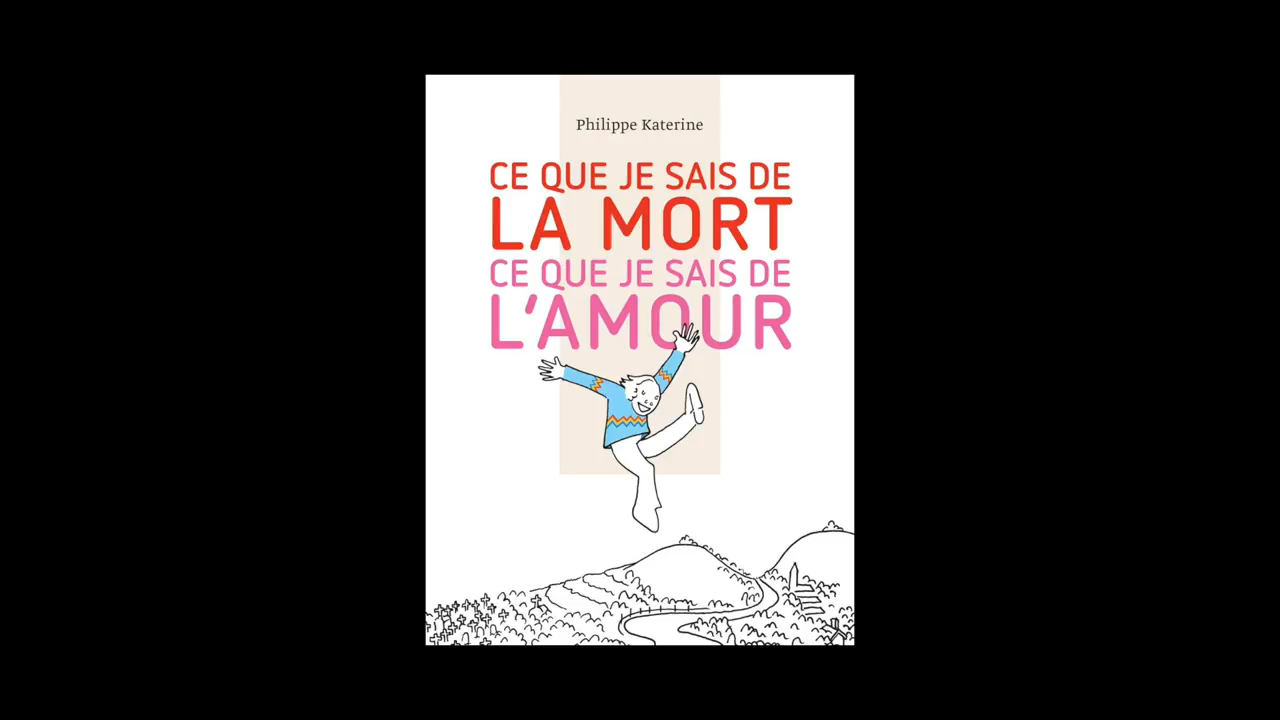 Philippe Katerine
CE QUE JE SAIS DE
LA MORT
CE QUE JE SAIS DE
L'AMOUR